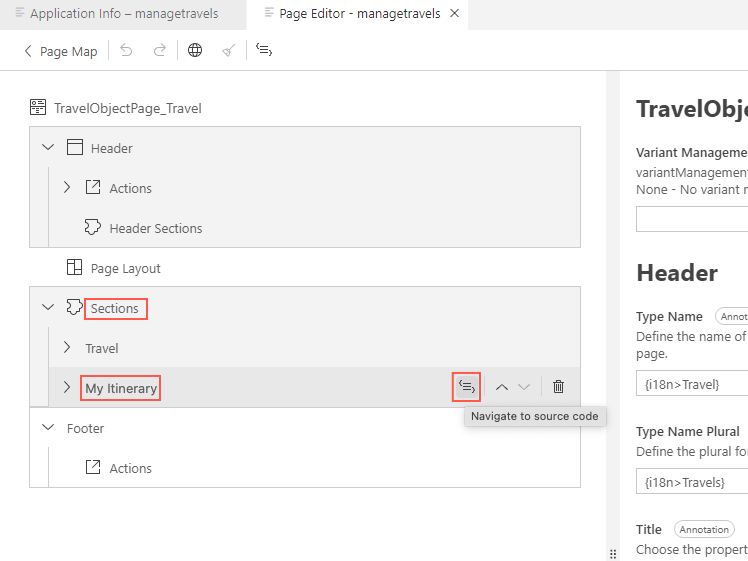 Application Info – managetravels
Page Editor - managetravels
Page Map
TravelObjectPage_Travel
Header
Actions
Header Sections
Page Layout
Sections
Travel
My Itinerary
Navigate to source code
Footer
Actions
TravelObje
Variant Manageme
variantManagement
None - No variant m
Header
Type Name Annot
Define the name of
page.
{i18n>Travel}
Type Name Plural
Define the plural fo
{i18n>Travels}
Title Annotation
Choose the propert